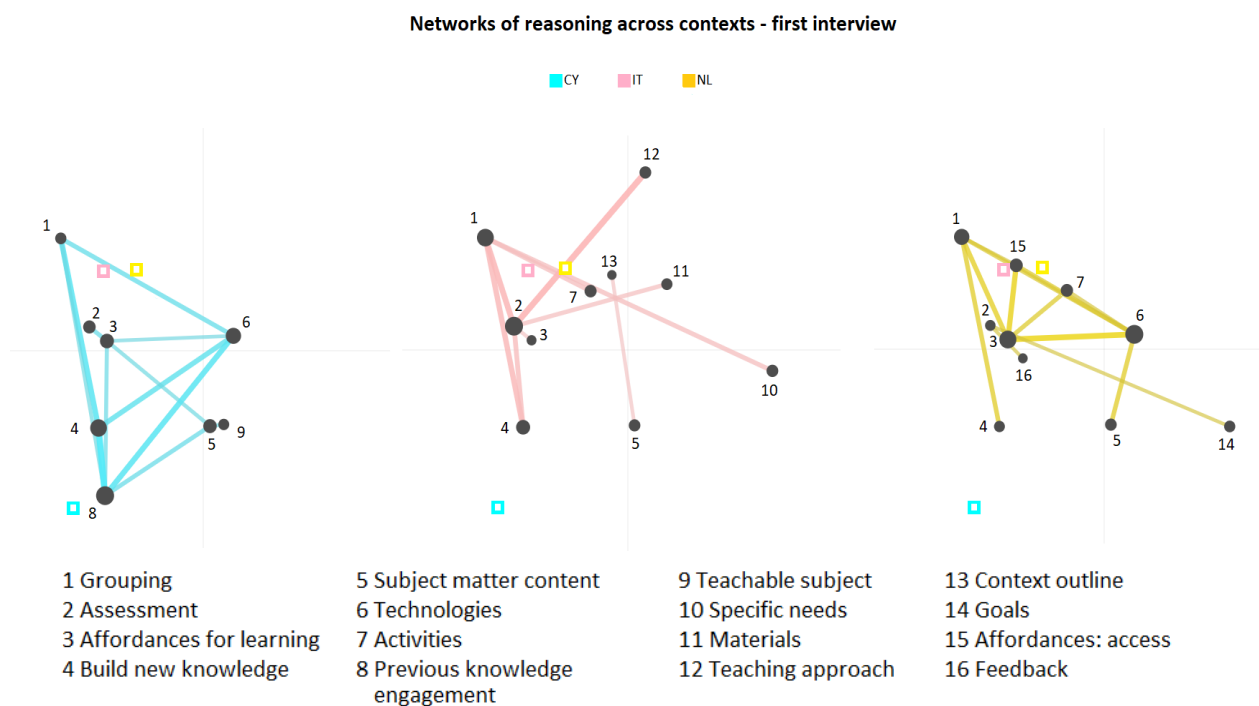 Networks of reasoning across contexts - first interview
CY IT NL
1
2
3
4
5
6
8
9
1
2
3
4
5
7
10
11
12
13
1
2
3
4
5
6
7
14
15
16
1 Grouping
2 Assessment
3 Affordances for learning
4 Build new knowledge
5 Subject matter content
6 Technologies
7 Activities
8 Previous knowledge
engagement
9 Teachable subject
10 Specific needs
11 Materials
12 Teaching approach
13 Context outline
14 Goals
15 Affordances: access
16 Feedback